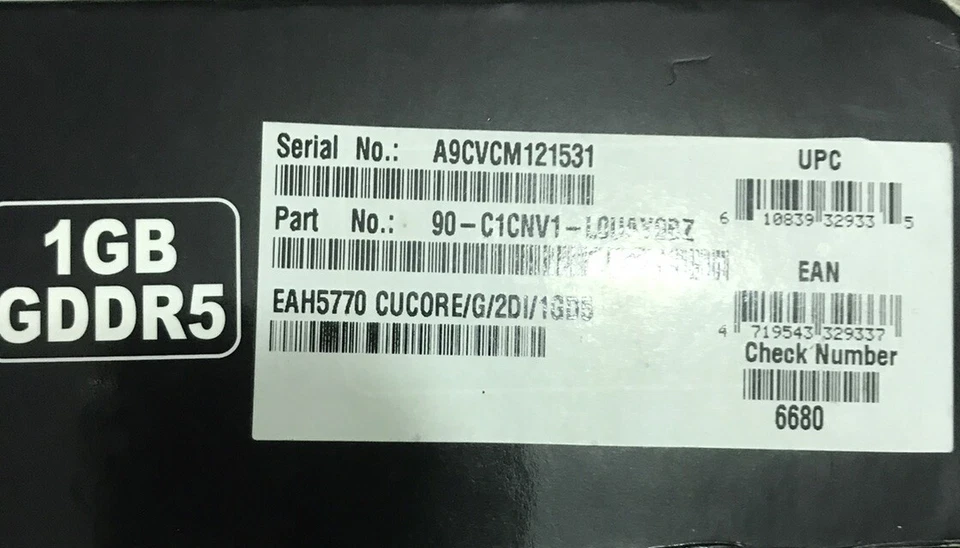 1GB
GDDR5
Serial No.: A9CVCM121531
Part No.: 90-C1CNV1-
EAH5770 CUCORE/G/2DI/1GD5
UPC
6 10839 32933 5
EAN
4 719543 329337
Check Number
6680